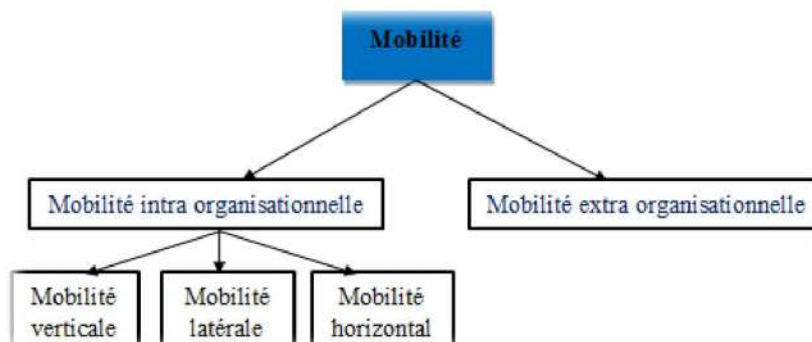 Mobilité
Mobilité intra organisationnelle
Mobilité extra organisationnelle
Mobilité
verticale
Mobilité
latérale
Mobilité
horizontal